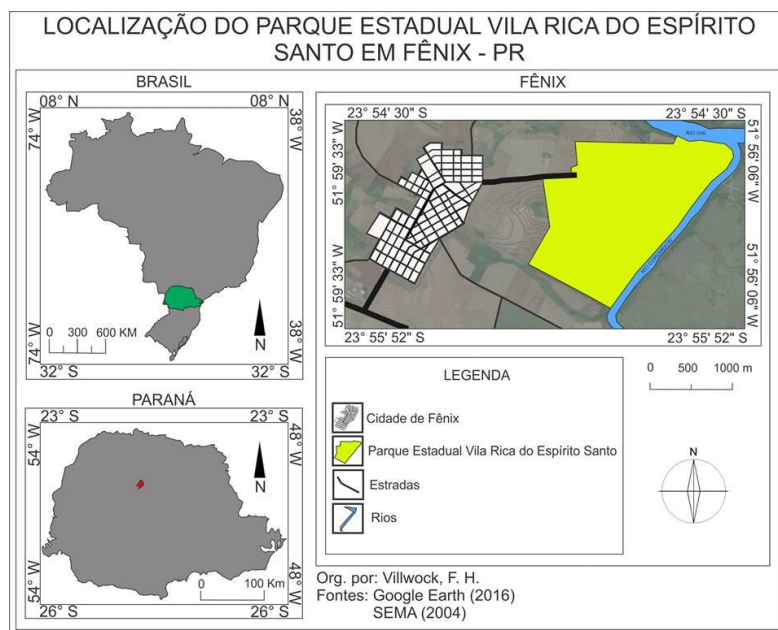 LOCALIZAÇÃO DO PARQUE ESTADUAL VILA RICA DO ESPÍRITO
SANTO EM FÊNIX - PR
BRASIL
08° N
08° N
74° W
38° W
0 300 600 KM
N
74° W
38° W
32° S
32° S
PARANÁ
23° S
23° S
54° W
48° W
N
0 100 Km
54° W
48° W
26° S
26° S
FÊNIX
23° 54' 30" S
23° 54' 30" S
51° 59' 33" W
51° 56' 06" W
RIO IVAÍ
RIO CORUMBATAÍ
51° 59' 33" W
51° 56' 06" W
23° 55' 52" S
23° 55' 52" S
LEGENDA
Cidade de Fênix
Parque Estadual Vila Rica do Espírito Santo
Estradas
Rios
0 500 1000 m
N
Org. por: Villwock, F. H.
Fontes: Google Earth (2016)
SEMA (2004)